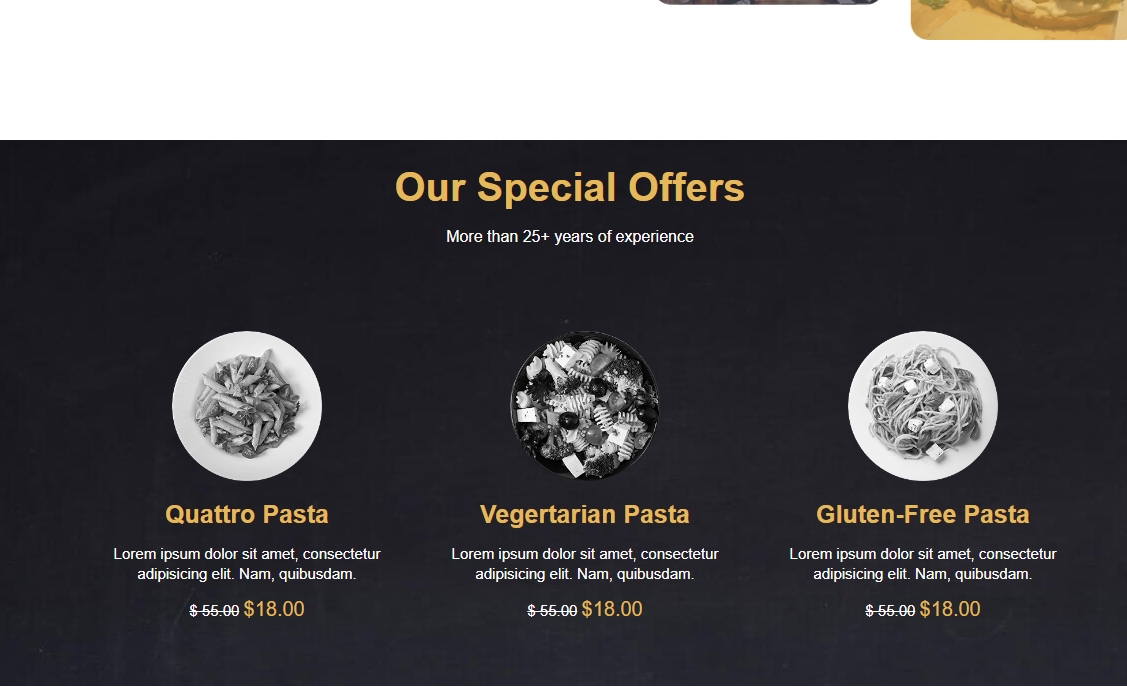 Our Special Offers
More than 25+ years of experience
Quattro Pasta
Lorem ipsum dolor sit amet, consectetur
adipisicing elit. Nam, quibusdam.
$ 55.00 $18.00
Vegertarian Pasta
Lorem ipsum dolor sit amet, consectetur
adipisicing elit. Nam, quibusdam.
$ 55.00 $18.00
Gluten-Free Pasta
Lorem ipsum dolor sit amet, consectetur
adipisicing elit. Nam, quibusdam.
$ 55.00 $18.00